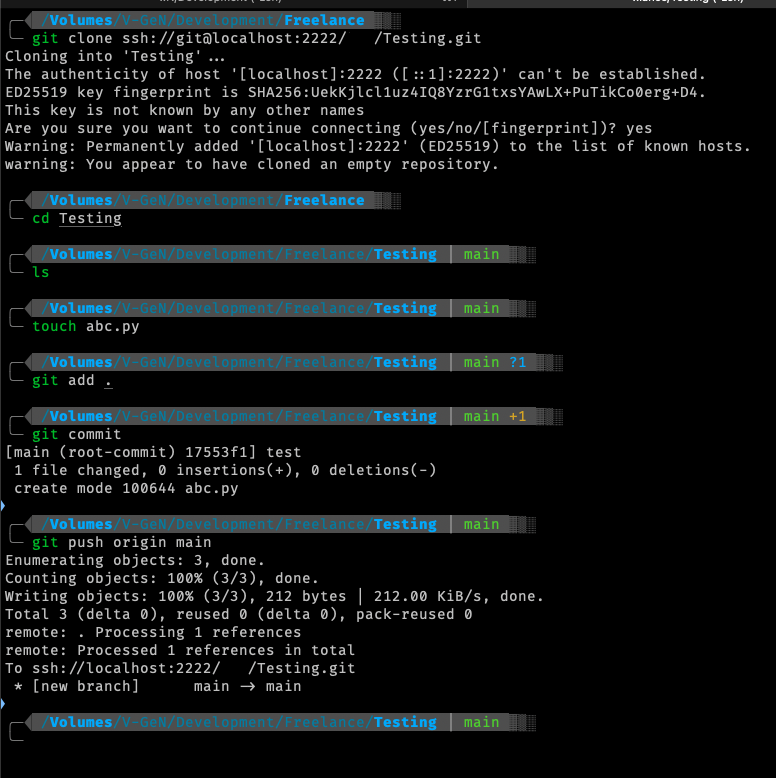 /Volumes/V-GeN/Development/Freelance
git clone ssh://git@localhost:2222/   /Testing.git
Cloning into 'Testing'...
The authenticity of host '[localhost]:2222 ([::1]:2222)' can't be established.
ED25519 key fingerprint is SHA256:UekKjlcl1uz4IQ8YzrG1txsYAwLX+PuTikCo0erg+D4.
This key is not known by any other names
Are you sure you want to continue connecting (yes/no/[fingerprint])? yes
Warning: Permanently added '[localhost]:2222' (ED25519) to the list of known hosts.
warning: You appear to have cloned an empty repository.
/Volumes/V-GeN/Development/Freelance
cd Testing
/Volumes/V-GeN/Development/Freelance/Testing | main
ls
/Volumes/V-GeN/Development/Freelance/Testing | main
touch abc.py
/Volumes/V-GeN/Development/Freelance/Testing | main ?1
git add .
/Volumes/V-GeN/Development/Freelance/Testing | main +1
git commit
[main (root-commit) 17553f1] test
 1 file changed, 0 insertions(+), 0 deletions(-)
 create mode 100644 abc.py
/Volumes/V-GeN/Development/Freelance/Testing | main
git push origin main
Enumerating objects: 3, done.
Counting objects: 100% (3/3), done.
Writing objects: 100% (3/3), 212 bytes | 212.00 KiB/s, done.
Total 3 (delta 0), reused 0 (delta 0), pack-reused 0
remote: . Processing 1 references
remote: Processed 1 references in total
To ssh://localhost:2222/   /Testing.git
 * [new branch]      main -> main
/Volumes/V-GeN/Development/Freelance/Testing | main